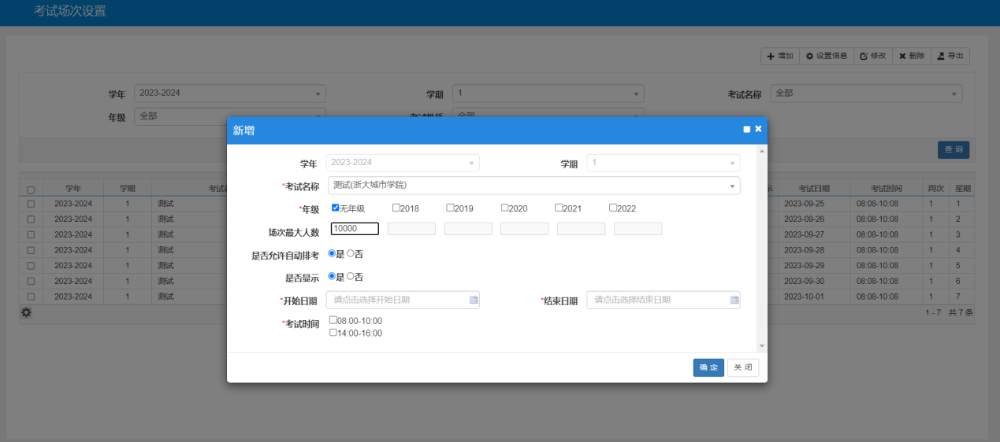 考试场次设置
增加 设置信息 修改 删除 导出
学年 2023-2024 学期 1 考试名称 全部
年级 全部 考试性质 全部
新增
查 询
学年 2023-2024 学期 1
*考试名称 测试(浙大城市学院)
*年级 无年级 2018 2019 2020 2021 2022
场次最大人数 10000
是否允许自动排考 是 否
是否显示 是 否
*开始日期 请点击选择开始日期 *结束日期 请点击选择结束日期
*考试时间 08:00-10:00
14:00-16:00
确 定 关 闭
学年 学期 考试 示 考试日期 考试时间 周次 星期
2023-2024 1 测试 2023-09-25 08:08-10:08 1 1
2023-2024 1 测试 2023-09-26 08:08-10:08 1 2
2023-2024 1 测试 2023-09-27 08:08-10:08 1 3
2023-2024 1 测试 2023-09-28 08:08-10:08 1 4
2023-2024 1 测试 2023-09-29 08:08-10:08 1 5
2023-2024 1 测试 2023-09-30 08:08-10:08 1 6
2023-2024 1 测试 2023-10-01 08:08-10:08 1 7
1 - 7 共 7 条